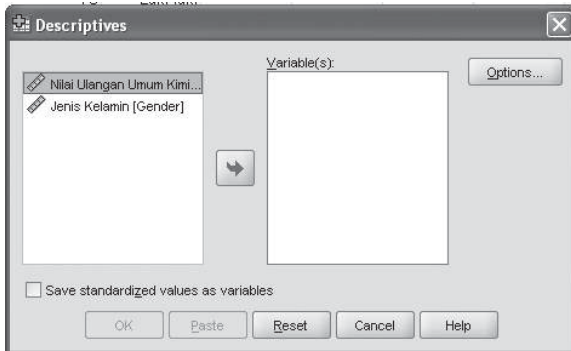 Descriptives
Variable(s):
Options...
Nilai Ulangan Umum Kimi...
Jenis Kelamin [Gender]
Save standardized values as variables
OK
Paste
Reset
Cancel
Help